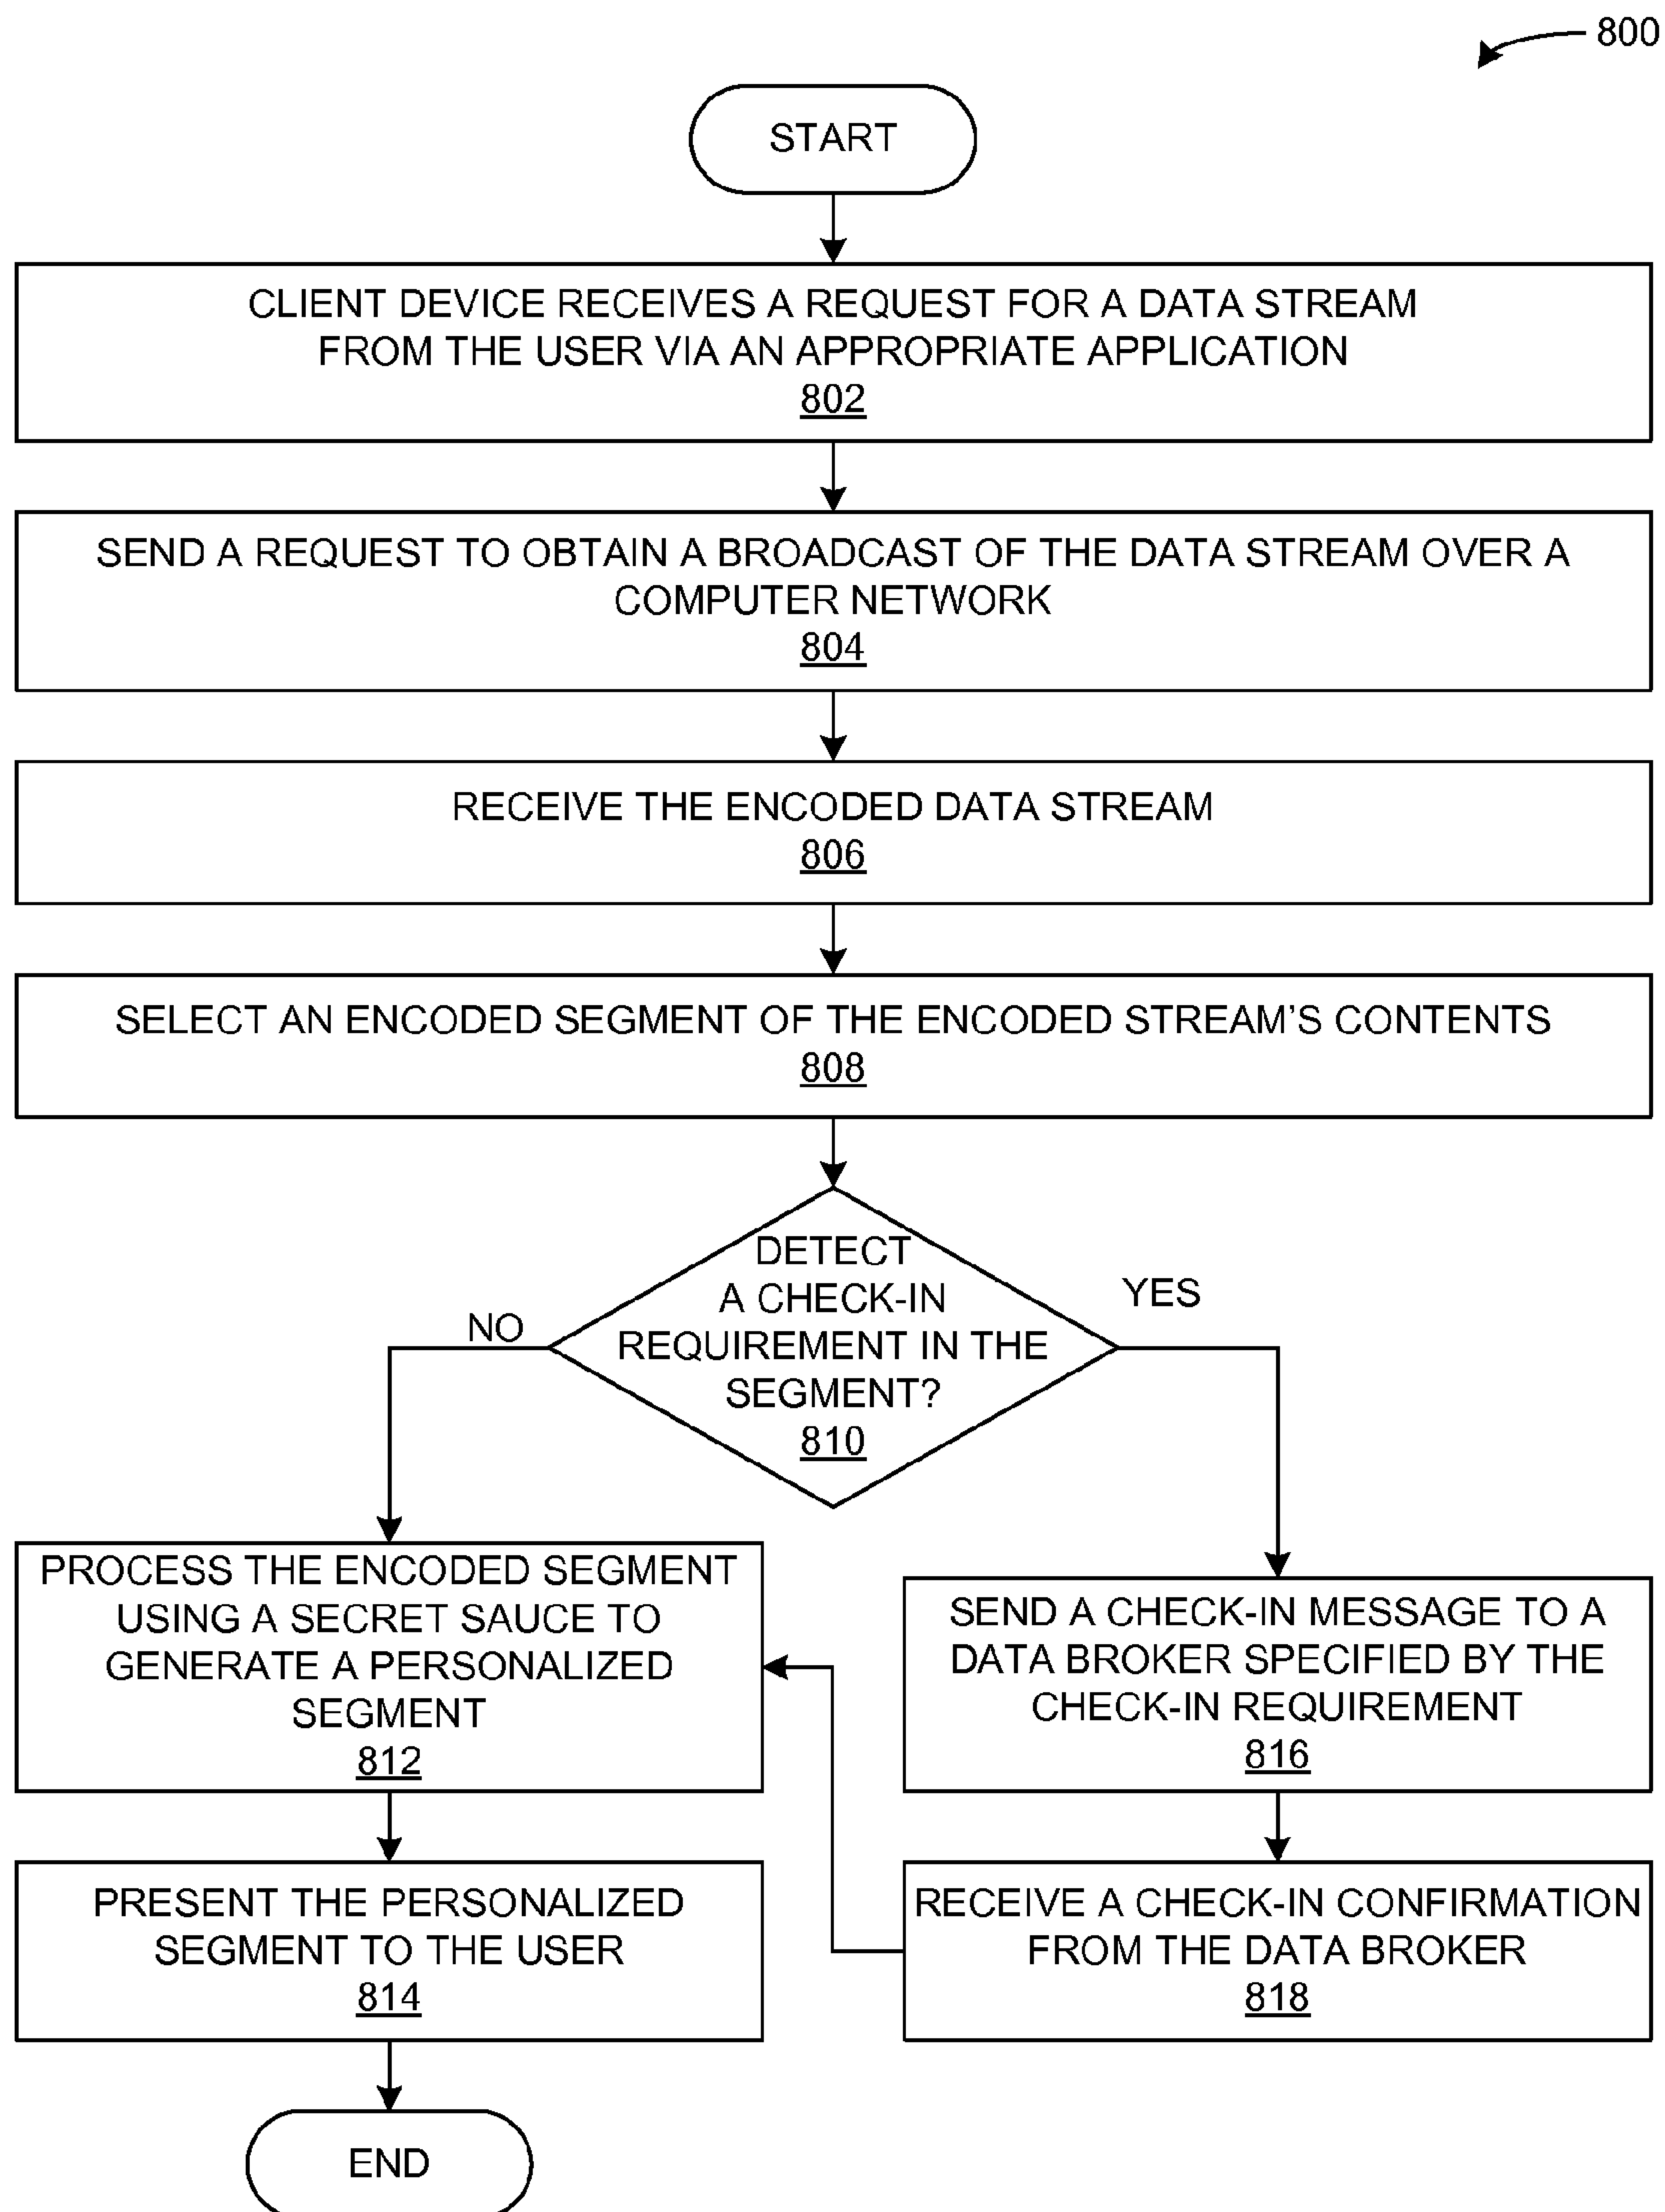 800
START
CLIENT DEVICE RECEIVES A REQUEST FOR A DATA STREAM
FROM THE USER VIA AN APPROPRIATE APPLICATION
802
SEND A REQUEST TO OBTAIN A BROADCAST OF THE DATA STREAM OVER A
COMPUTER NETWORK
804
RECEIVE THE ENCODED DATA STREAM
806
SELECT AN ENCODED SEGMENT OF THE ENCODED STREAM’S CONTENTS
808
DETECT
A CHECK-IN
REQUIREMENT IN THE
SEGMENT?
810
NO
YES
PROCESS THE ENCODED SEGMENT
USING A SECRET SAUCE TO
GENERATE A PERSONALIZED
SEGMENT
812
SEND A CHECK-IN MESSAGE TO A
DATA BROKER SPECIFIED BY THE
CHECK-IN REQUIREMENT
816
PRESENT THE PERSONALIZED
SEGMENT TO THE USER
814
RECEIVE A CHECK-IN CONFIRMATION
FROM THE DATA BROKER
818
END